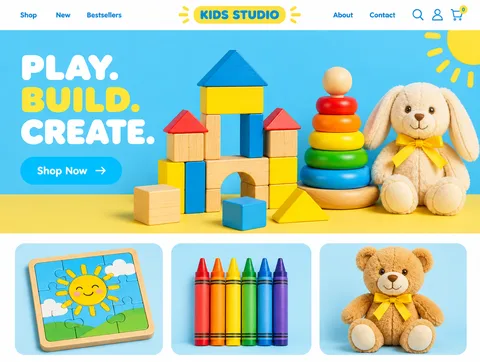 Shop New Bestsellers KIDS STUDIO About Contact 0
PLAY.
BUILD.
CREATE.
Shop Now